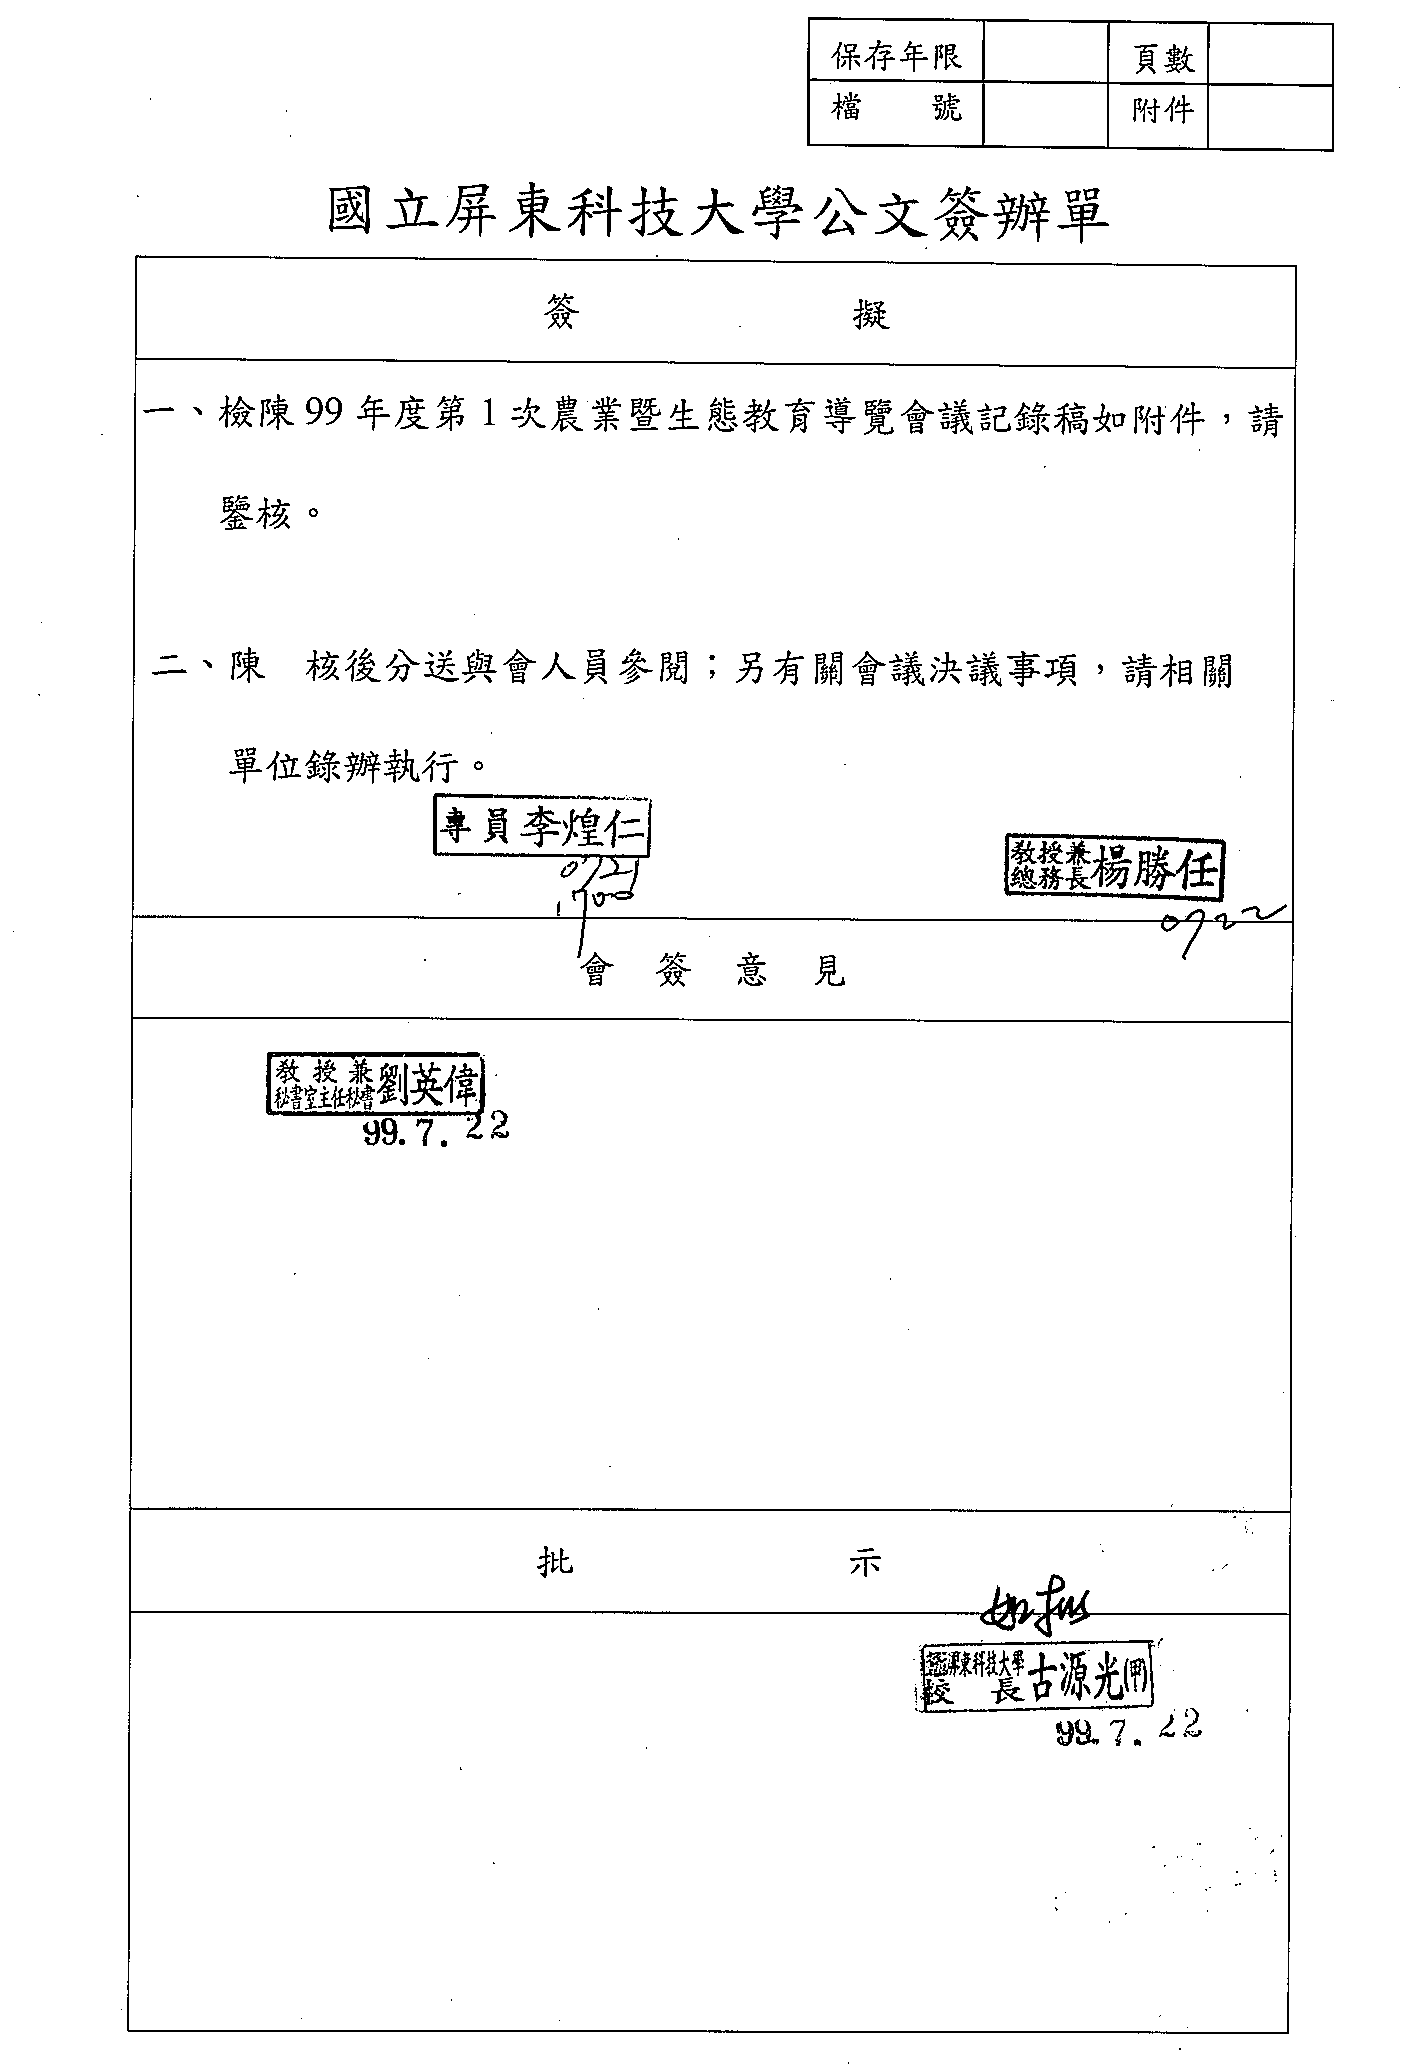 保存年限 頁數
檔 號 附件
國立屏東科技大學公文簽辦單
簽 擬
一、檢陳99年度第1次農業暨生態教育導覽會議記錄稿如附件，請
鑒核。
二、陳 核後分送與會人員參閱；另有關會議決議事項，請相關
單位錄辦執行。
專員李煌仁
0721
1700
教授兼
總務長楊勝任
0722
會簽意見
教授兼
秘書室主任秘書劉英偉
99.7.22
批 示
如擬
國立屏東科技大學
校長古源光(甲)
99.7.22